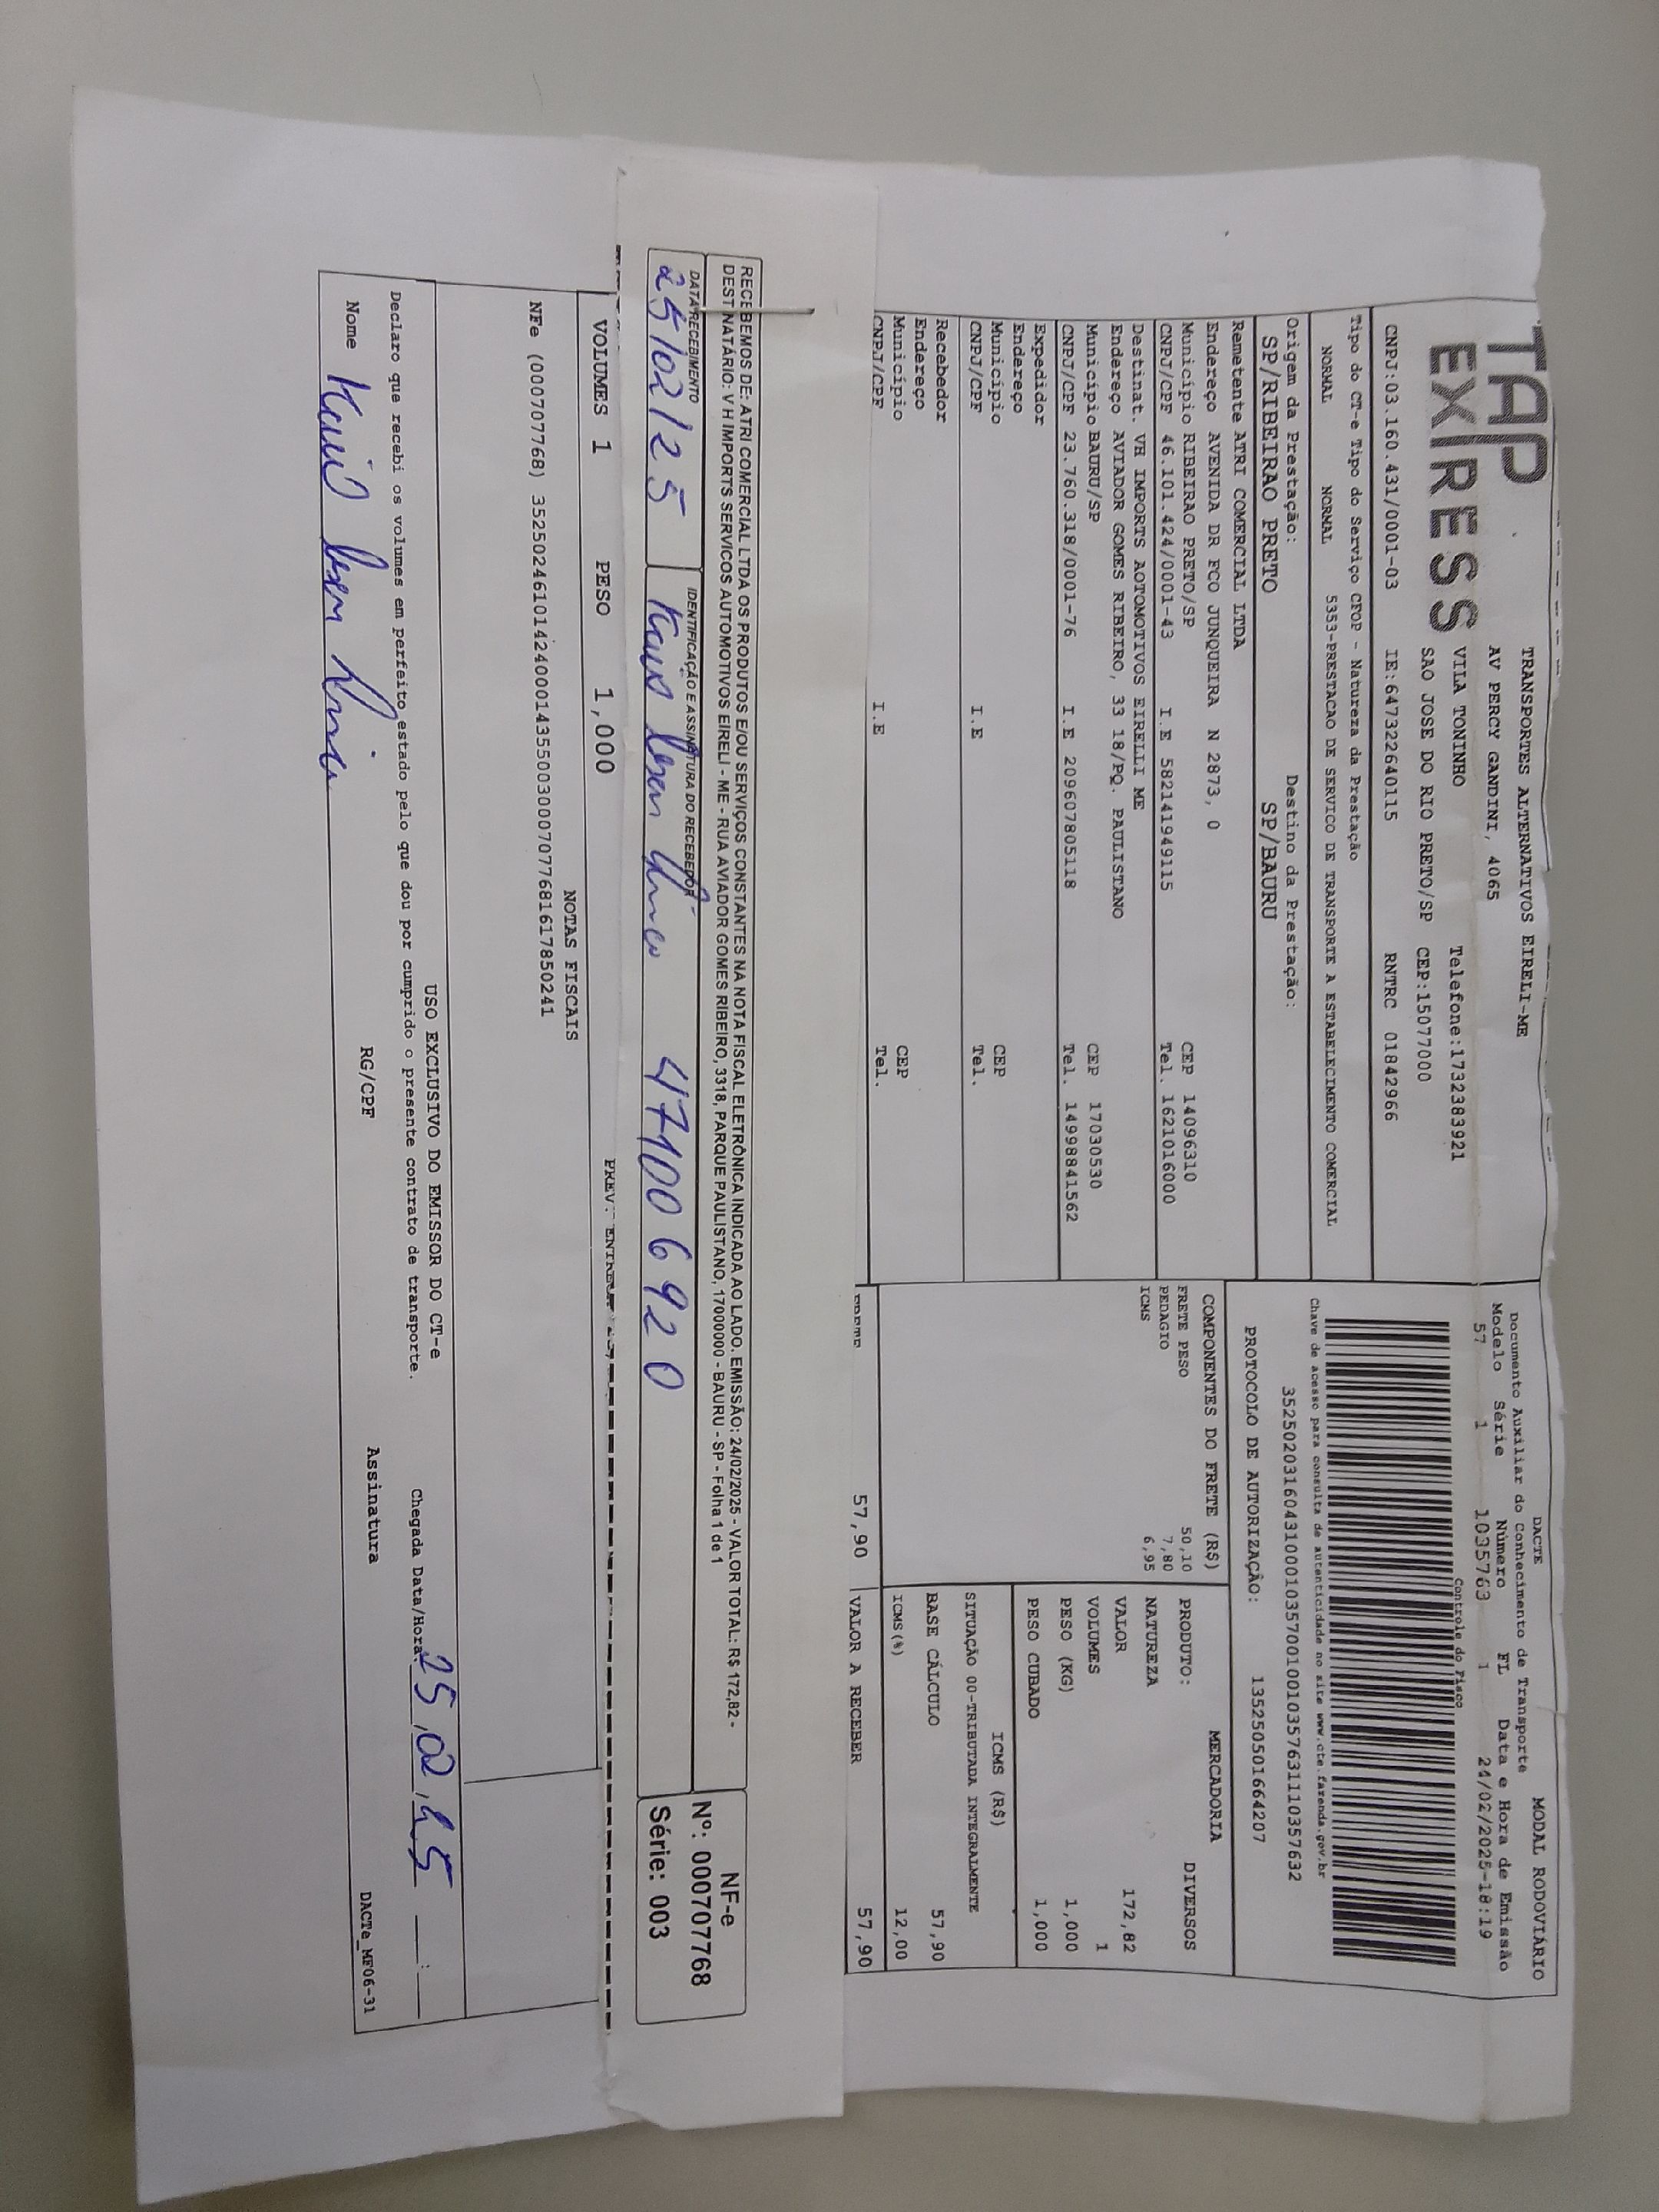 TAP
EXPRESS
TRANSPORTES ALTERNATIVOS EIRELI-ME
AV PERCY GANDINI, 4065
VILA TONINHO Telefone:1732383921
SAO JOSE DO RIO PRETO/SP CEP:15077000
CNPJ:03.160.431/0001-03 IE:647322640115 RNTRC 01842966
Tipo do CT-e Tipo do Serviço CFOP - Natureza da Prestação
NORMAL NORMAL 5353-PRESTACAO DE SERVICO DE TRANSPORTE A ESTABELECIMENTO COMERCIAL
Origem da Prestação: Destino da Prestação:
SP/RIBEIRAO PRETO SP/BAURU
Remetente ATRI COMERCIAL LTDA
Endereço AVENIDA DR FCO JUNQUEIRA N 2873, 0
Município RIBEIRAO PRETO/SP CEP 14096310
CNPJ/CPF 46.101.424/0001-43 I.E 582141949115 Tel. 1621016000
Destinat. VH IMPORTS AOTOMOTIVOS EIRELLI ME
Endereço AVIADOR GOMES RIBEIRO, 33 18/PQ. PAULISTANO
Município BAURU/SP CEP 17030530
CNPJ/CPF 23.760.318/0001-76 I.E 209607805118 Tel. 14998841562
Expedidor
Endereço
Município CEP
CNPJ/CPF I.E Tel.
Recebedor
Endereço
Município CEP
CNPJ/CPF I.E Tel.
DACTE MODAL RODOVIÁRIO
Documento Auxiliar do Conhecimento de Transporte
Modelo Série Número FL Data e Hora de Emissão
57 1 1035763 1 24/02/2025-18:19
Controle do Fisco
Chave de acesso para consulta de autenticidade no site www.cte.fazenda.gov.br
35250203160431000103570010010357631110357632
PROTOCOLO DE AUTORIZAÇÃO: 135250501664207
COMPONENTES DO FRETE (R$)
FRETE PESO 50,10
PEDAGIO 7,80
ICMS 6,95
57,90
MERCADORIA
PRODUTO: DIVERSOS
NATUREZA
VALOR 172,82
VOLUMES 1
PESO (KG) 1,000
PESO CUBADO 1,000
ICMS (R$)
SITUAÇÃO 00-TRIBUTADA INTEGRALMENTE
BASE CÁLCULO 57,90
ICMS(%) 12,00
VALOR A RECEBER 57,90
RECEBEMOS DE: ATRI COMERCIAL LTDA OS PRODUTOS E/OU SERVIÇOS CONSTANTES NA NOTA FISCAL ELETRÔNICA INDICADA AO LADO. EMISSÃO: 24/02/2025 - VALOR TOTAL: R$ 172,82 -
DESTINATÁRIO: V H IMPORTS SERVICOS AUTOMOTIVOS EIRELI - ME - RUA AVIADOR GOMES RIBEIRO, 3318, PARQUE PAULISTANO, 17000000 - BAURU - SP - Folha 1 de 1
DATA RECEBIMENTO IDENTIFICAÇÃO E ASSINATURA DO RECEBEDOR
25/02/25 47100 6920
NF-e
Nº: 000707768
Série: 003
PREV. ENTREGA
VOLUMES 1 PESO 1,000
NOTAS FISCAIS
NFe (000707768) 35250246101424000143550030007077681617850241
USO EXCLUSIVO DO EMISSOR DO CT-e
Declaro que recebi os volumes em perfeito estado pelo que dou por cumprido o presente contrato de transporte. Chegada Data/Hora 25
Nome RG/CPF Assinatura DACTe_MF06-31